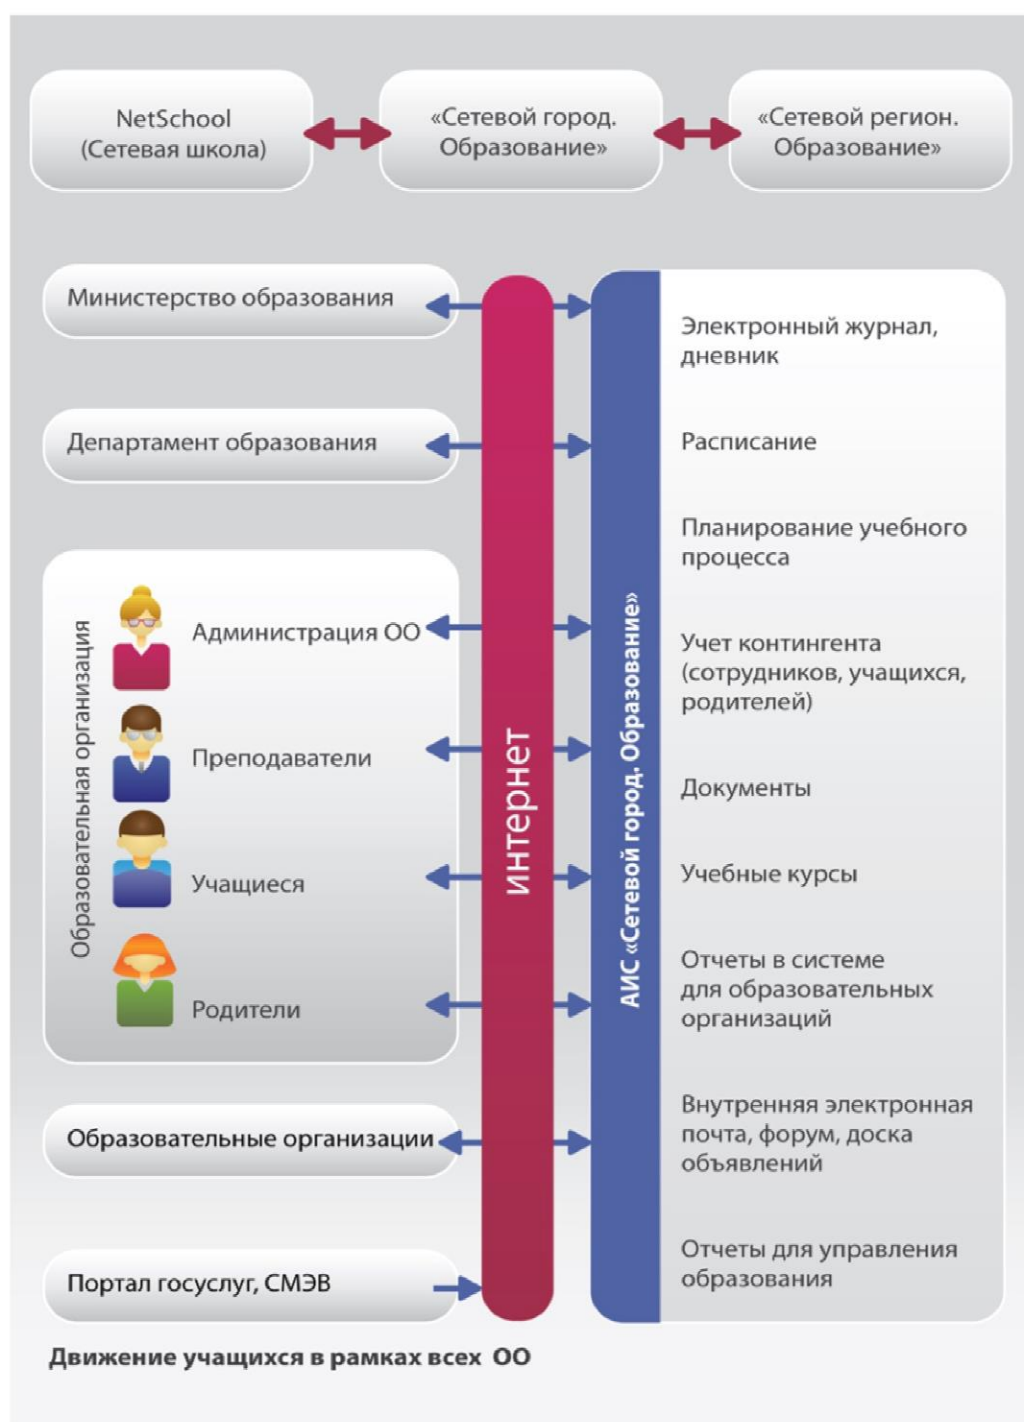 NetSchool
(Сетевая школа)
«Сетевой город.
Образование»
«Сетевой регион.
Образование»
Министерство образования
Департамент образования
Образовательная организация
Администрация ОО
Преподаватели
Учащиеся
Родители
Образовательные организации
Портал госуслуг, СМЭВ
интернет
АИС «Сетевой город. Образование»
Электронный журнал,
дневник
Расписание
Планирование учебного
процесса
Учет контингента
(сотрудников, учащихся,
родителей)
Документы
Учебные курсы
Отчеты в системе
для образовательных
организаций
Внутренняя электронная
почта, форум, доска
объявлений
Отчеты для управления
образования
Движение учащихся в рамках всех ОО